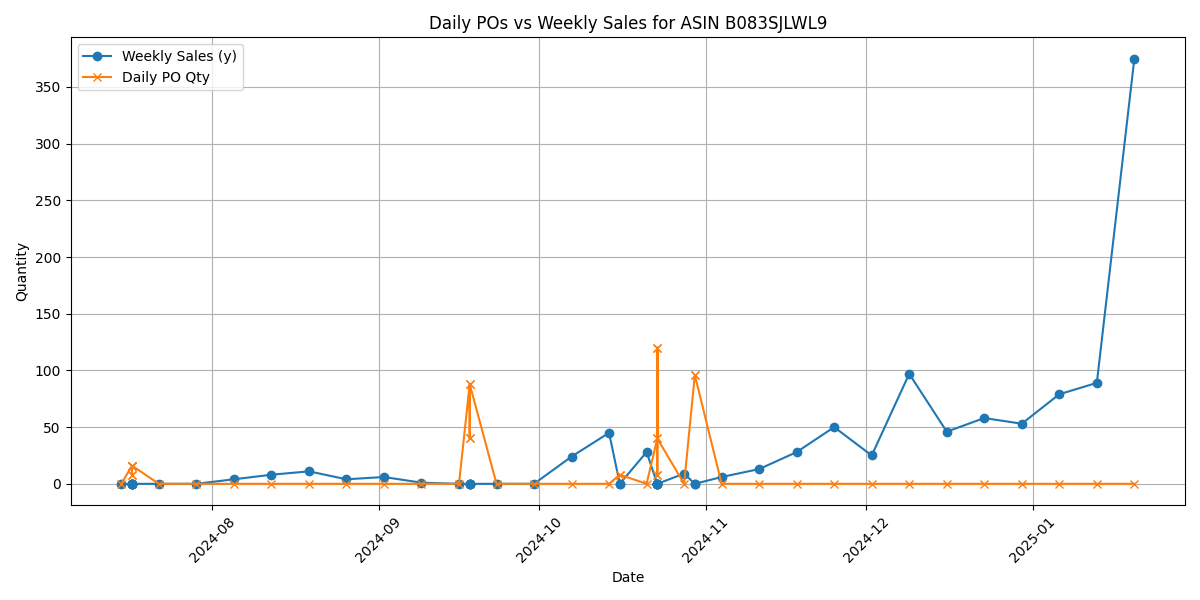 Daily POs vs Weekly Sales for ASIN B083SJLWL9
Weekly Sales (y)
Daily PO Qty
350
300
250
200
150
100
50
0
Quantity
2024-08
2024-09
2024-10
2024-11
2024-12
2025-01
Date